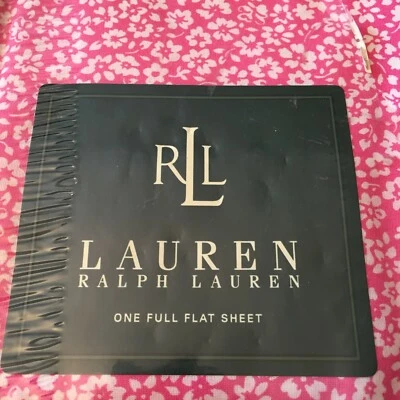 RLL
LAUREN
RALPH LAUREN
ONE FULL FLAT SHEET